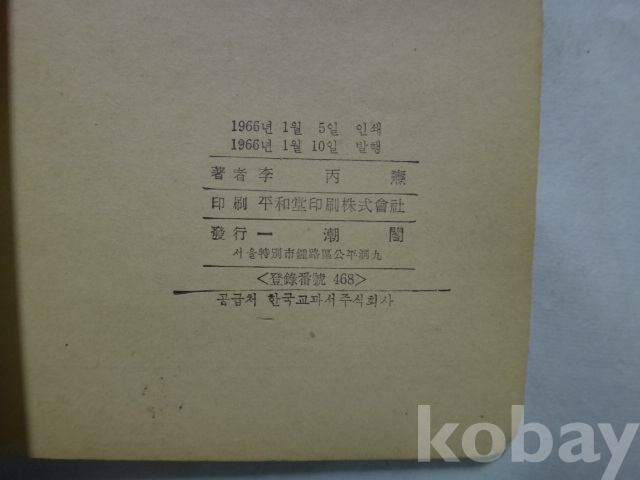 1966년 1월 5일 인쇄
1966년 1월 10일 발행
著者 李丙燾
印刷 平和堂印刷株式會社
發行 一潮閣
서울特別市鍾路區公平洞九
<登錄番號 468>
공급처 한국교과서주식회사
kobay